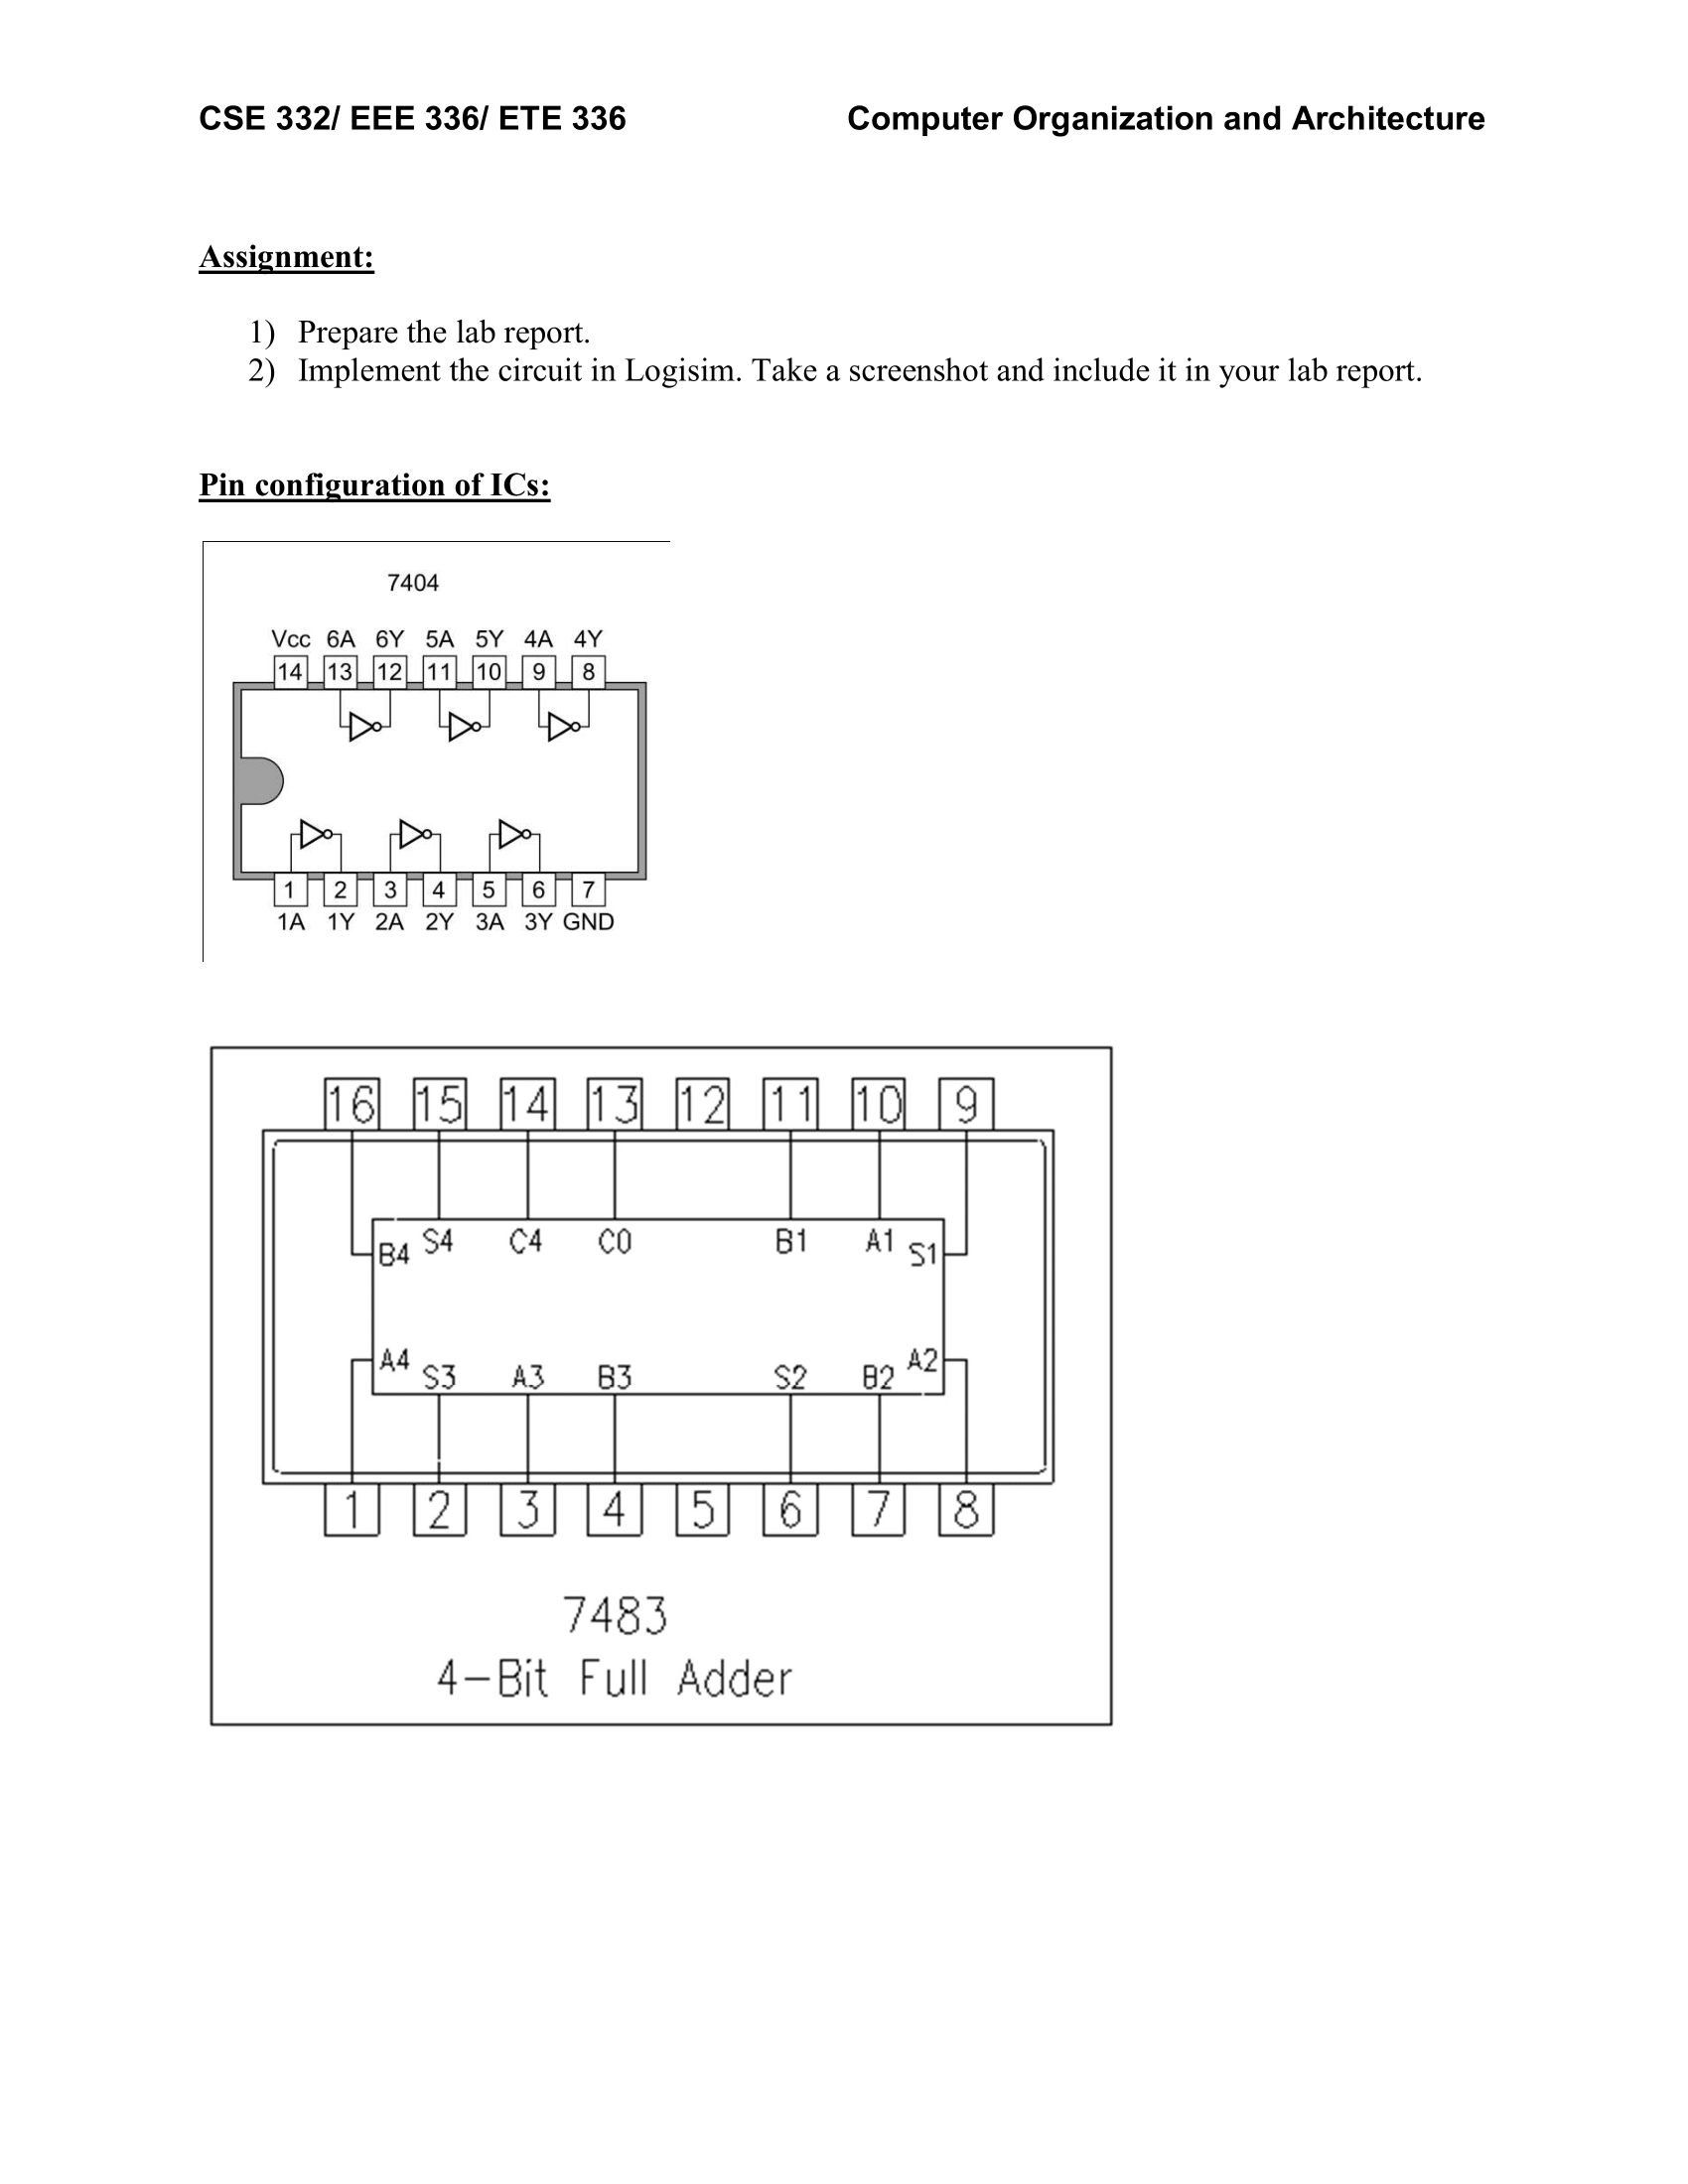 CSE 332/ EEE 336/ ETE 336 Computer Organization and Architecture
Assignment:
1) Prepare the lab report.
2) Implement the circuit in Logisim. Take a screenshot and include it in your lab report.
Pin configuration of ICs:
7404
Vcc 6A 6Y 5A 5Y 4A 4Y
14 13 12 11 10 9 8
1 2 3 4 5 6 7
1A 1Y 2A 2Y 3A 3Y GND
16 15 14 13 12 11 10 9
B4 S4 C4 C0 B1 A1 S1
A4 S3 A3 B3 S2 B2 A2
1 2 3 4 5 6 7 8
7483
4-Bit Full Adder